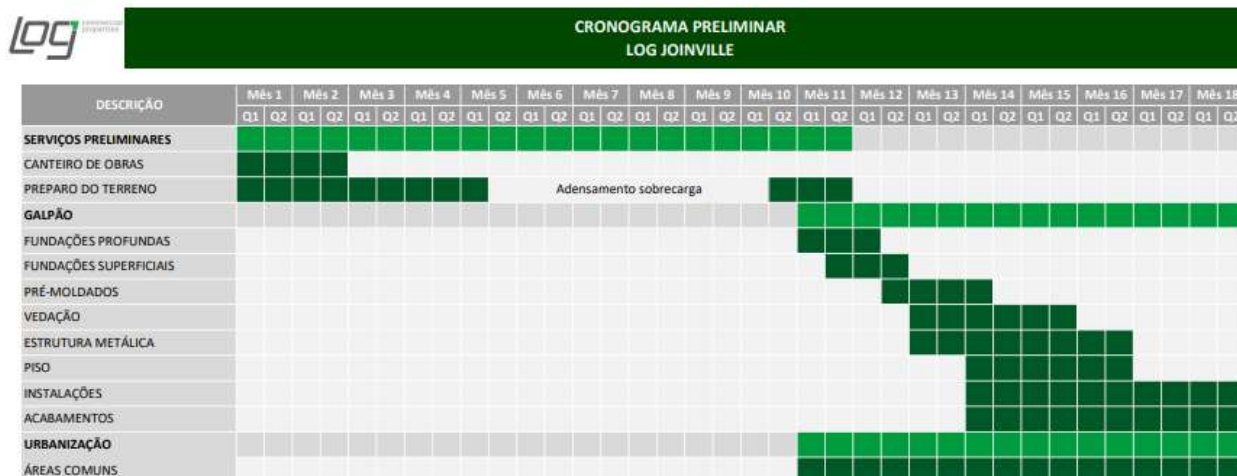 Log commercial properties
CRONOGRAMA PRELIMINAR
LOG JOINVILLE
DESCRIÇÃO Mês 1 Mês 2 Mês 3 Mês 4 Mês 5 Mês 6 Mês 7 Mês 8 Mês 9 Mês 10 Mês 11 Mês 12 Mês 13 Mês 14 Mês 15 Mês 16 Mês 17 Mês 18
Q1 Q2 Q1 Q2 Q1 Q2 Q1 Q2 Q1 Q2 Q1 Q2 Q1 Q2 Q1 Q2 Q1 Q2 Q1 Q2 Q1 Q2 Q1 Q2 Q1 Q2 Q1 Q2 Q1 Q2 Q1 Q2 Q1 Q2 Q1 Q2
SERVIÇOS PRELIMINARES
CANTEIRO DE OBRAS
PREPARO DO TERRENO Adensamento sobrecarga
GALPÃO
FUNDAÇÕES PROFUNDAS
FUNDAÇÕES SUPERFICIAIS
PRÉ-MOLDADOS
VEDAÇÃO
ESTRUTURA METÁLICA
PISO
INSTALAÇÕES
ACABAMENTOS
URBANIZAÇÃO
ÁREAS COMUNS